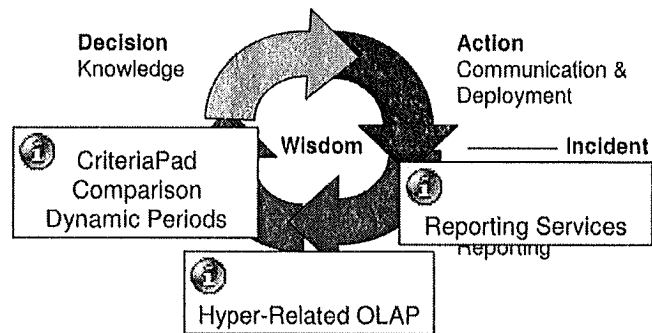 Decision
Knowledge
Action
Communication &
Deployment
Wisdom
Incident
CriteriaPad
Comparison
Dynamic Periods
Reporting Services
Reporting
Hyper-Related OLAP